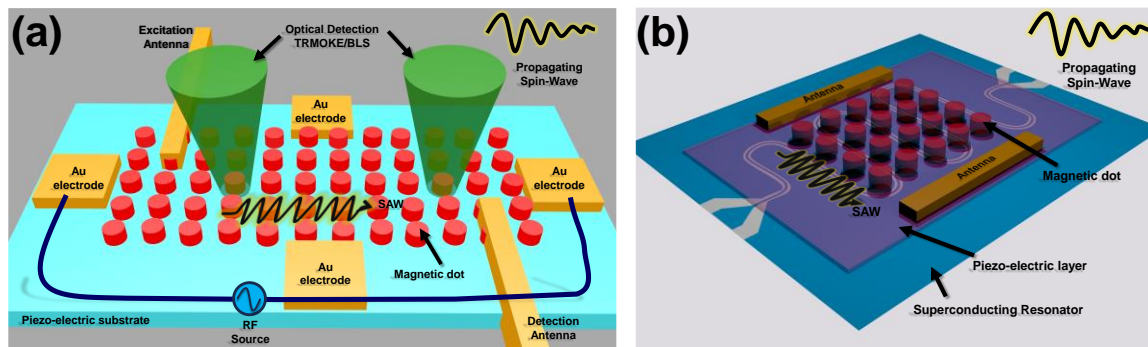 (a)
Excitation
Antenna
Optical Detection
TRMOKE/BLS
Propagating
Spin-Wave
Au
electrode
Au
electrode
Au
electrode
SAW
Au
electrode
Magnetic dot
Piezo-electric substrate
RF
Source
Detection
Antenna
(b)
Propagating
Spin-Wave
Antenna
Magnetic dot
Antenna
SAW
Piezo-electric layer
Superconducting Resonator